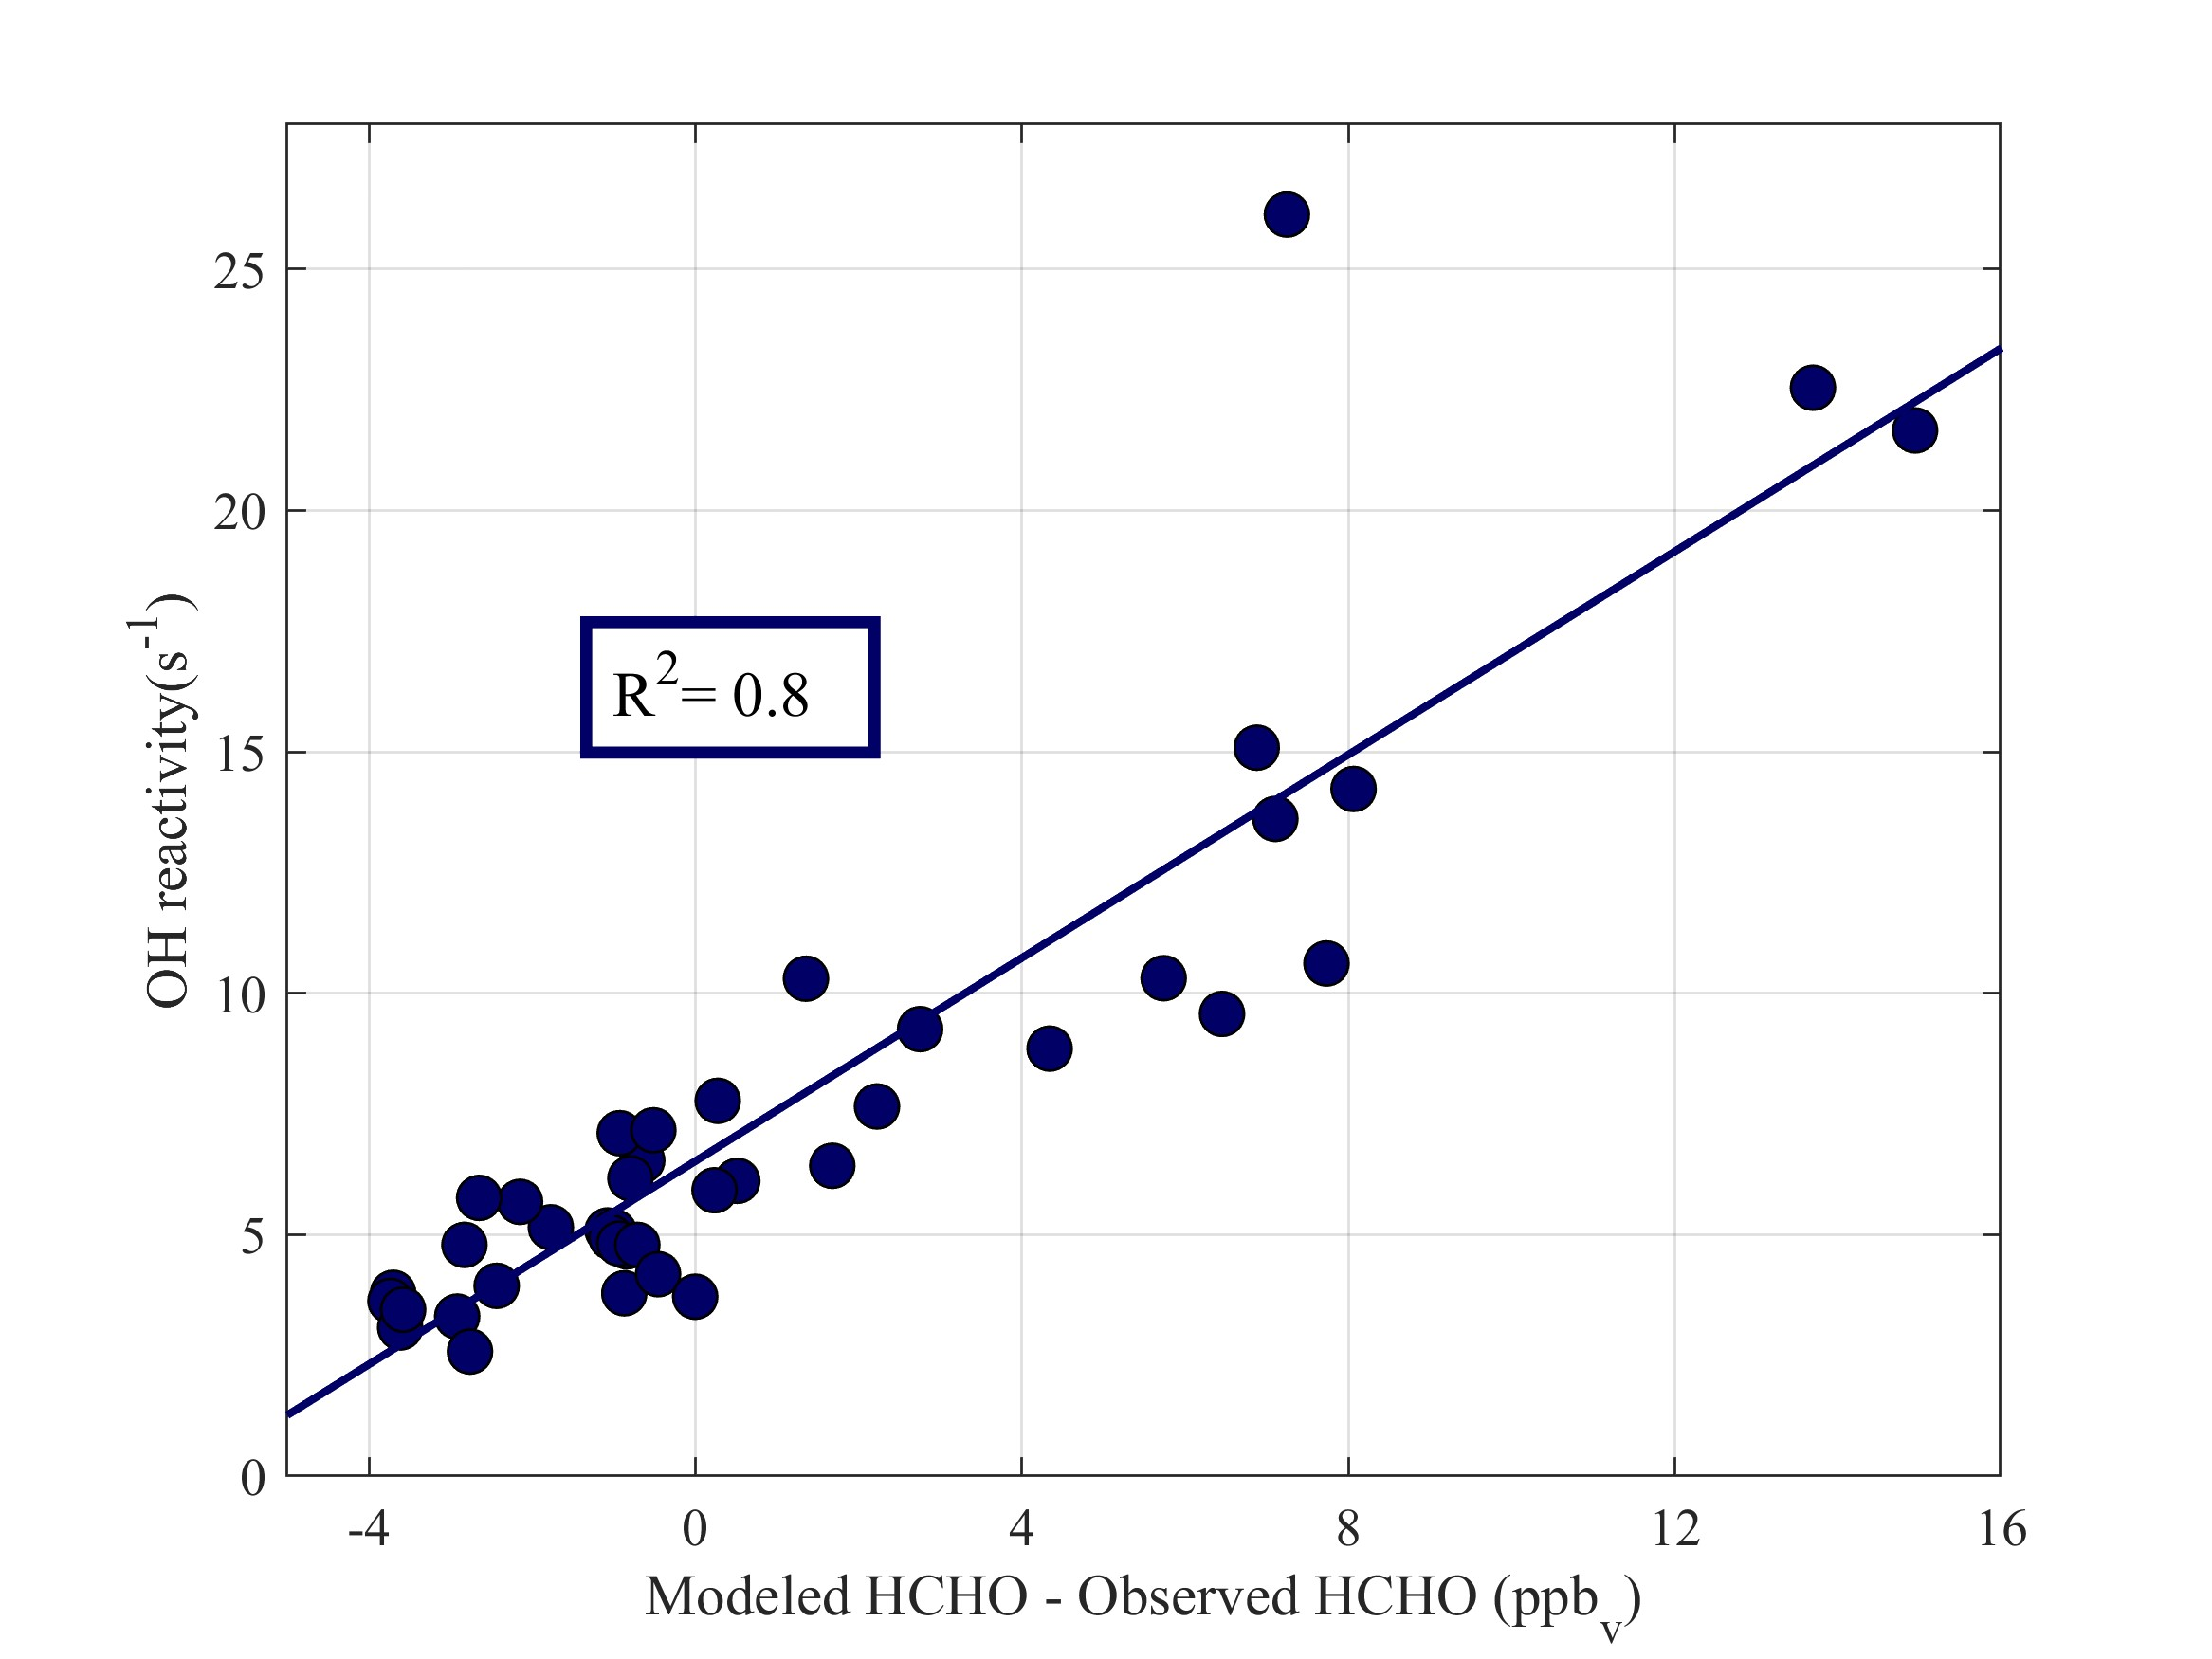 25
20
15
10
5
0
OH reactivity(s⁻¹)
R²= 0.8
-4 0 4 8 12 16
Modeled HCHO - Observed HCHO (ppbᵥ)